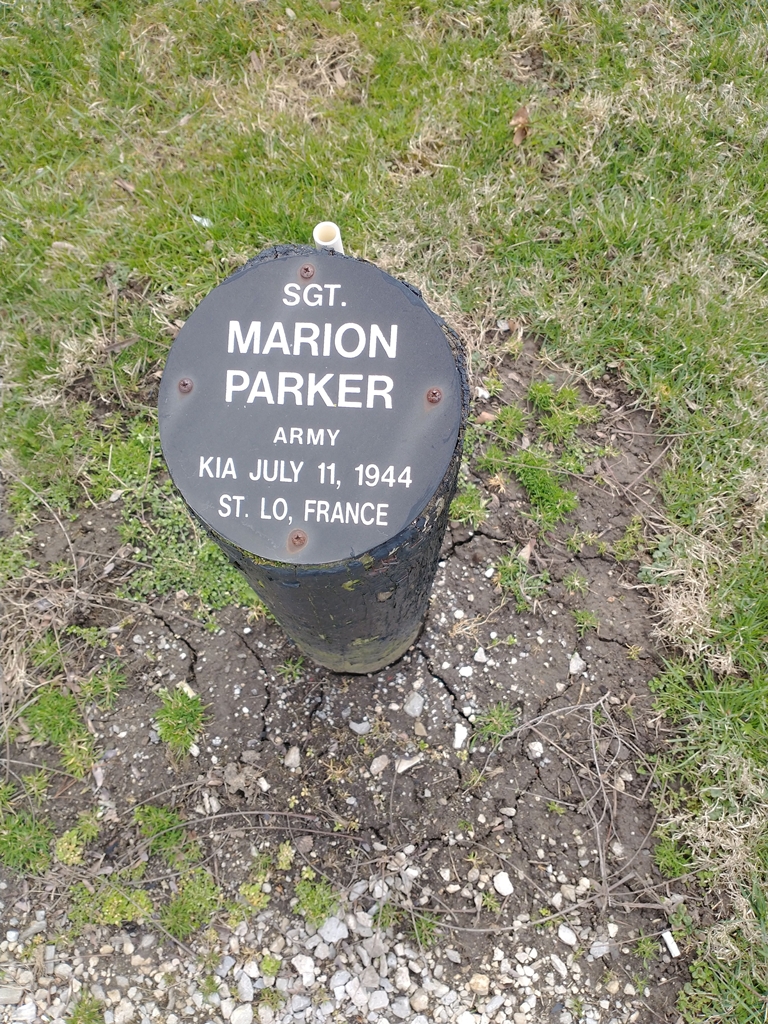 SGT.
MARION
PARKER
ARMY
KIA JULY 11, 1944
ST. LO, FRANCE